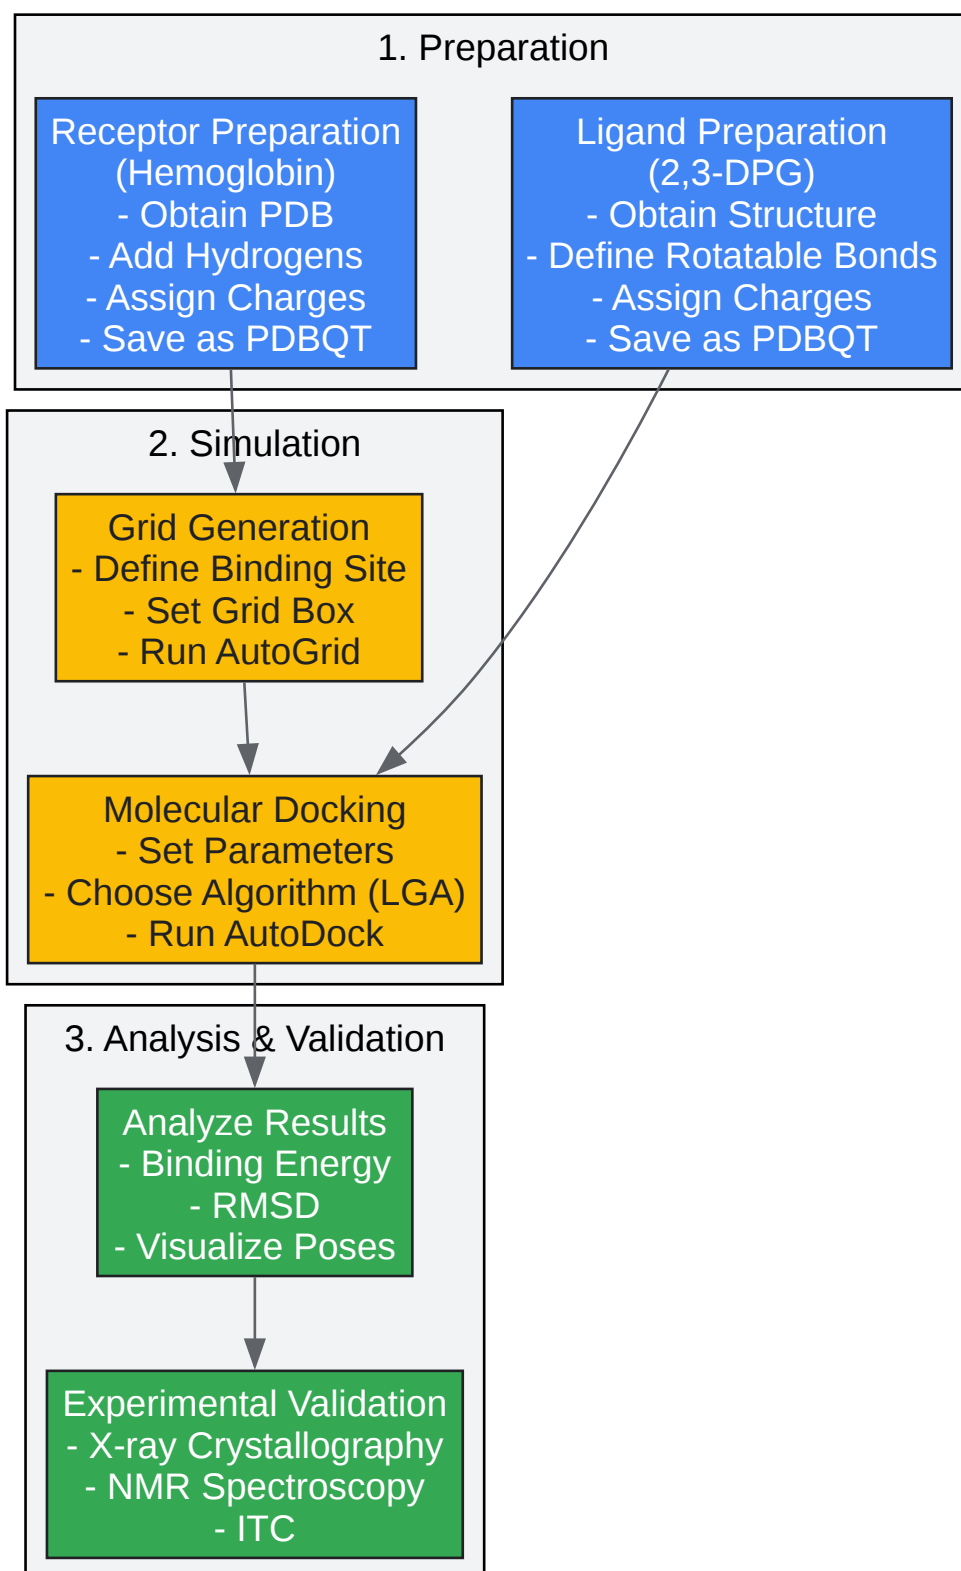 1. Preparation
Receptor Preparation
(Hemoglobin)
- Obtain PDB
- Add Hydrogens
- Assign Charges
- Save as PDBQT
Ligand Preparation
(2,3-DPG)
- Obtain Structure
- Define Rotatable Bonds
- Assign Charges
- Save as PDBQT
2. Simulation
Grid Generation
- Define Binding Site
- Set Grid Box
- Run AutoGrid
Molecular Docking
- Set Parameters
- Choose Algorithm (LGA)
- Run AutoDock
3. Analysis & Validation
Analyze Results
- Binding Energy
- RMSD
- Visualize Poses
Experimental Validation
- X-ray Crystallography
- NMR Spectroscopy
- ITC